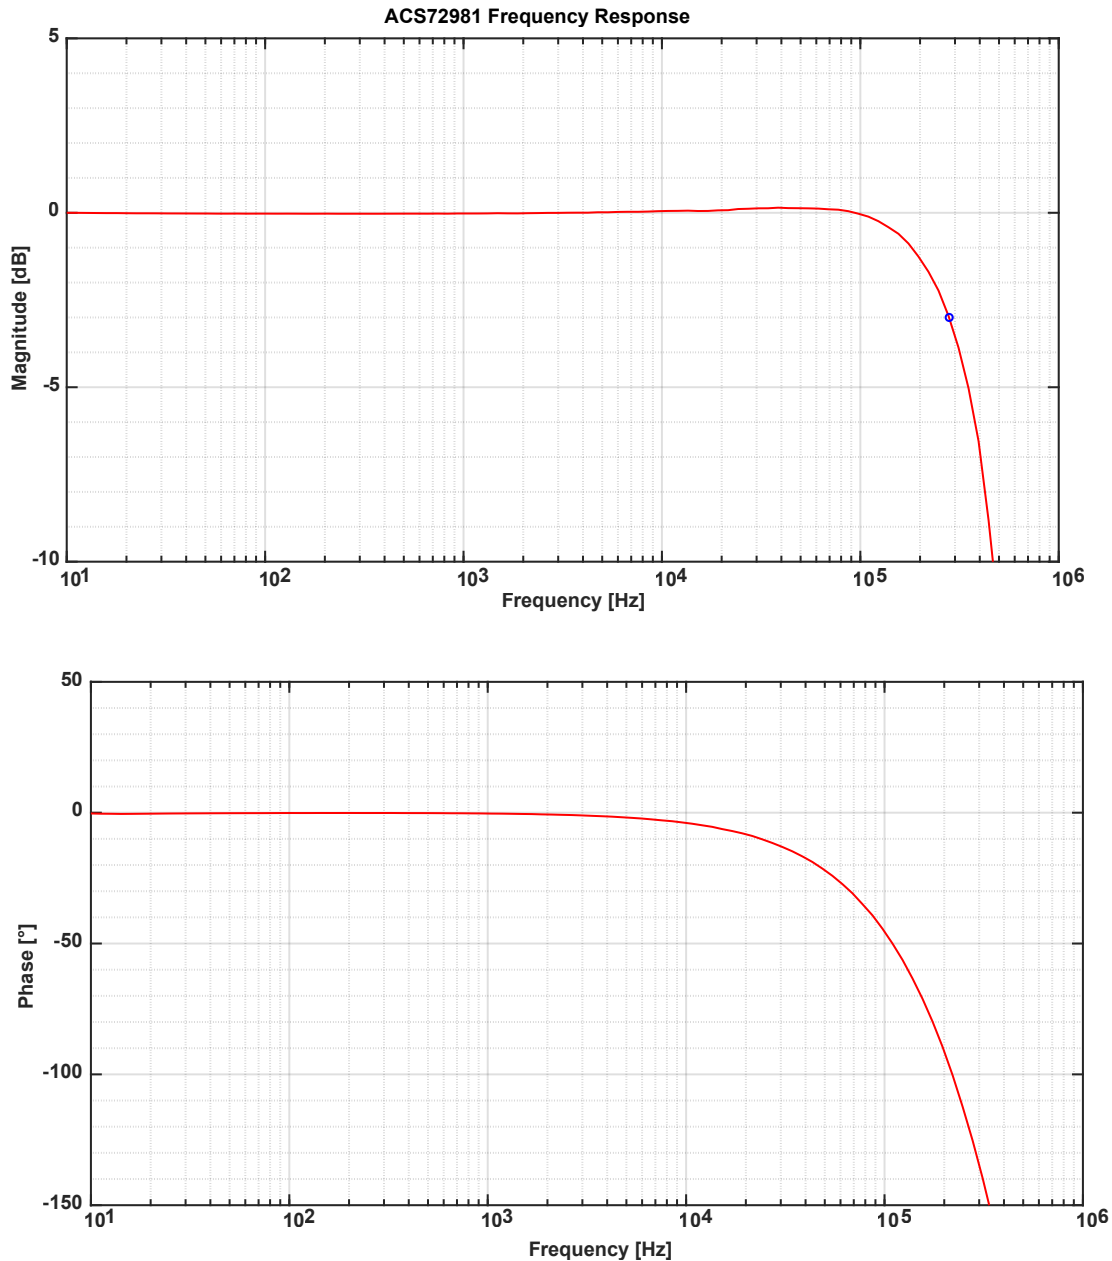 ACS72981 Frequency Response
5
0
-5
-10
Magnitude [dB]
10¹ 10² 10³ 10⁴ 10⁵ 10⁶
Frequency [Hz]
50
0
-50
-100
-150
Phase [°]
10¹ 10² 10³ 10⁴ 10⁵ 10⁶
Frequency [Hz]